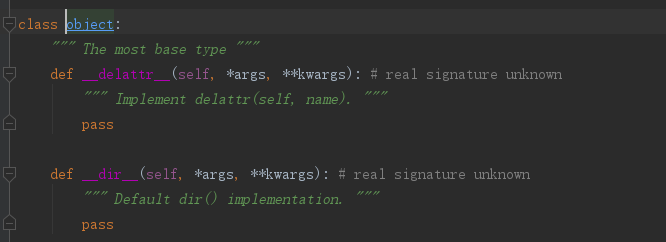 class object:
    """ The most base type """
    def __delattr__(self, *args, **kwargs): # real signature unknown
        """ Implement delattr(self, name). """
        pass

    def __dir__(self, *args, **kwargs): # real signature unknown
        """ Default dir() implementation. """
        pass